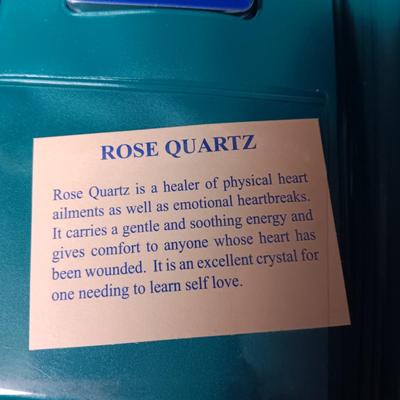 ROSE QUARTZ
Rose Quartz is a healer of physical heart
ailments as well as emotional heartbreaks.
It carries a gentle and soothing energy and
gives comfort to anyone whose heart has
been wounded. It is an excellent crystal for
one needing to learn self love.